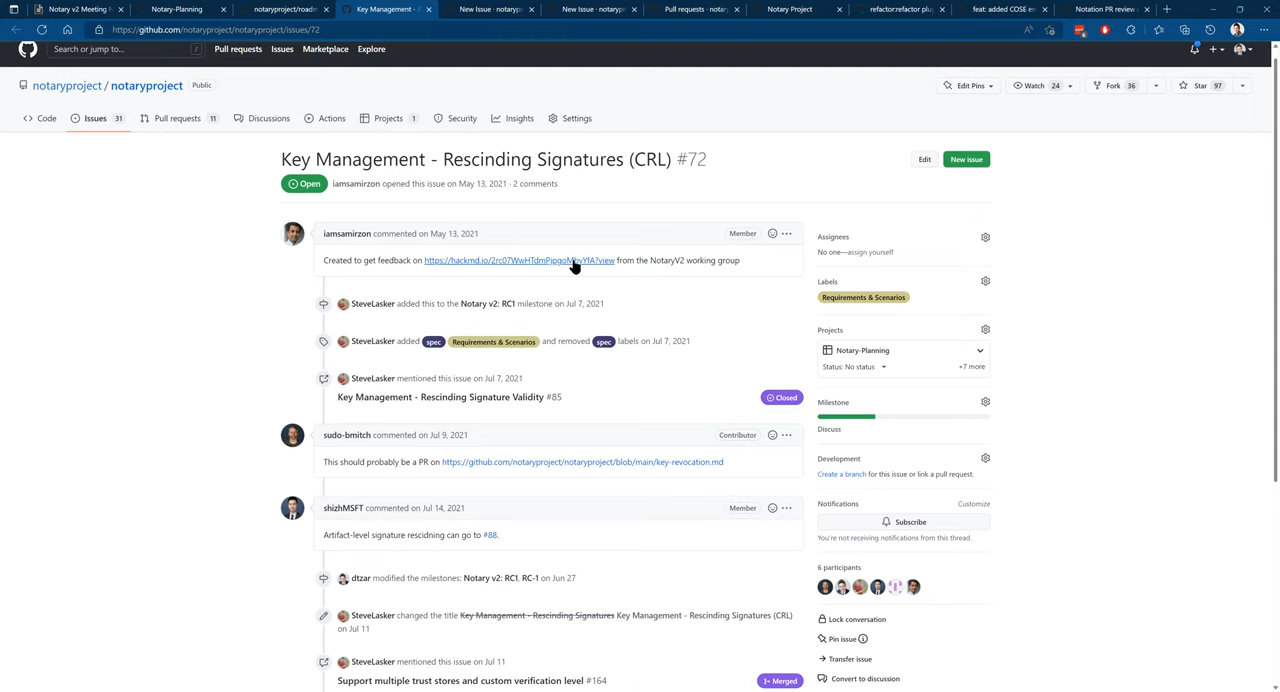 Notary v2 Meeting N
Notary-Planning
notaryproject/roadm
Key Management - R
New Issue · notarypr
New Issue · notarypr
Pull requests · notary
Notary Project
refactor:refactor plug
feat: add COSE en
Notation PR review a
https://github.com/notaryproject/notaryproject/issues/72
Search or jump to...
/
Pull requests
Issues
Marketplace
Explore
notaryproject / notaryproject
Public
Edit Pins
Watch 24
Fork 36
Star 97
Code
Issues 31
Pull requests 11
Discussions
Actions
Projects 1
Security
Insights
Settings
Key Management - Rescinding Signatures (CRL) #72
Edit
New issue
Open
iamsamirzon opened this issue on May 13, 2021 · 2 comments
iamsamirzon commented on May 13, 2021
Member
Created to get feedback on https://hackmd.io/2rc07WwHTdmPjpgoMbvYfA?view from the NotaryV2 working group
SteveLasker added this to the Notary v2: RC1 milestone on Jul 7, 2021
SteveLasker added spec Requirements & Scenarios and removed spec labels on Jul 7, 2021
SteveLasker mentioned this issue on Jul 7, 2021
Key Management - Rescinding Signature Validity #85
Closed
sudo-bmitch commented on Jul 9, 2021
Contributor
This should probably be a PR on https://github.com/notaryproject/notaryproject/blob/main/key-revocation.md
shizhMSFT commented on Jul 14, 2021
Member
Artifact-level signature rescidning can go to #88.
dtzar modified the milestones: Notary v2: RC1, RC-1 on Jun 27
SteveLasker changed the title Key Management - Rescinding Signatures Key Management - Rescinding Signatures (CRL)
on Jul 11
SteveLasker mentioned this issue on Jul 11
Support multiple trust stores and custom verification level #164
Merged
Assignees
No one—assign yourself
Labels
Requirements & Scenarios
Projects
Notary-Planning
Status: No status
+7 more
Milestone
Discuss
Development
Create a branch for this issue or link a pull request.
Notifications
Customize
Subscribe
You're not receiving notifications from this thread.
6 participants
Lock conversation
Pin issue
Transfer issue
Convert to discussion